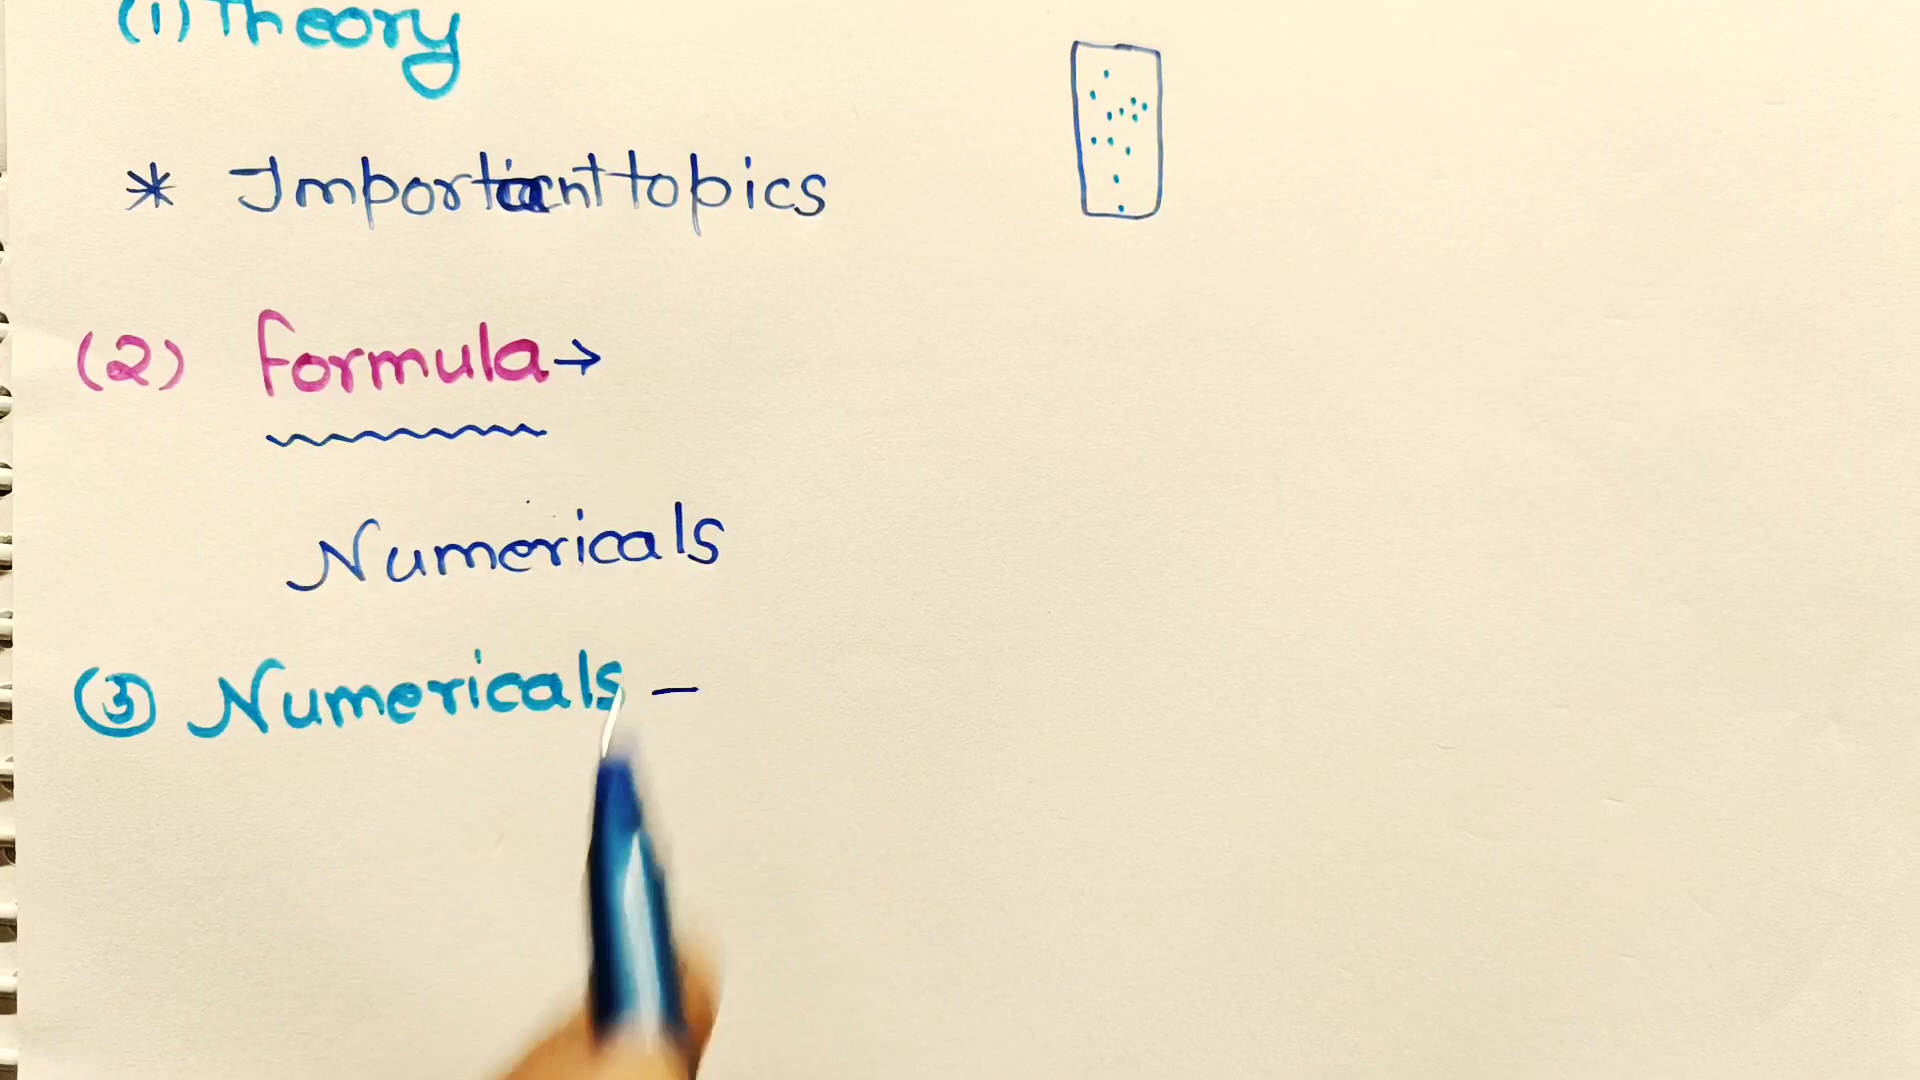 (1) Theory
* Important topics
(2) Formula→
Numericals
(3) Numericals –